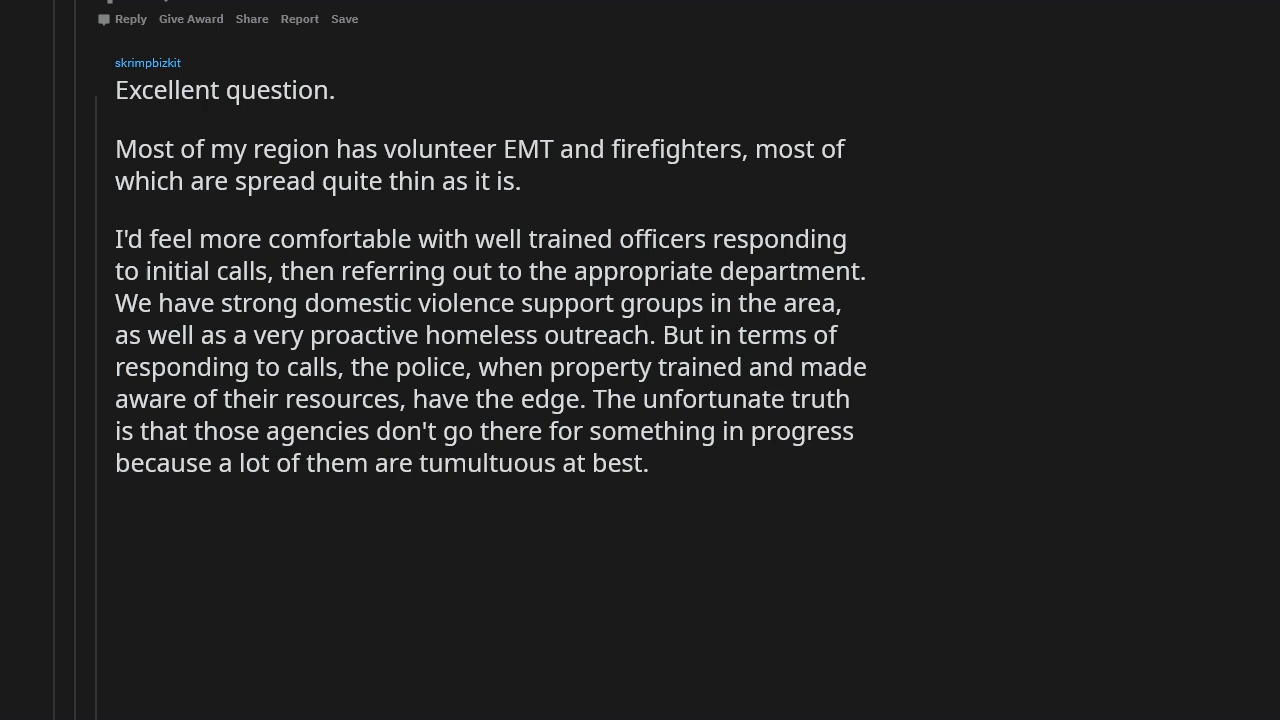 Reply Give Award Share Report Save
skrimpbizkit
Excellent question.
Most of my region has volunteer EMT and firefighters, most of
which are spread quite thin as it is.
I'd feel more comfortable with well trained officers responding
to initial calls, then referring out to the appropriate department.
We have strong domestic violence support groups in the area,
as well as a very proactive homeless outreach. But in terms of
responding to calls, the police, when property trained and made
aware of their resources, have the edge. The unfortunate truth
is that those agencies don't go there for something in progress
because a lot of them are tumultuous at best.